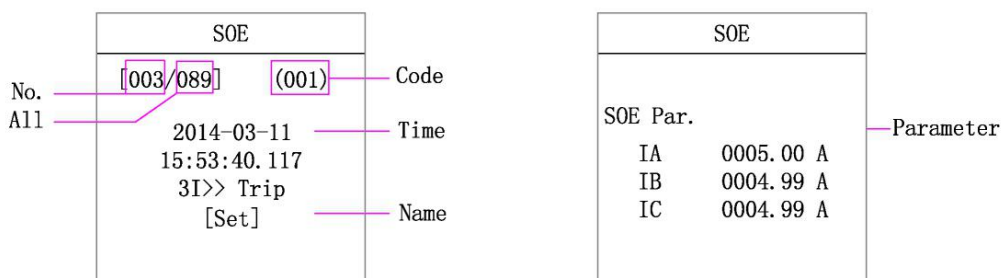 SOE
[003/089] (001)
No.
All
Code
2014-03-11
Time
15:53:40.117
3I>> Trip
[Set]
Name
SOE
SOE Par.
IA 0005.00 A
IB 0004.99 A
IC 0004.99 A
Parameter